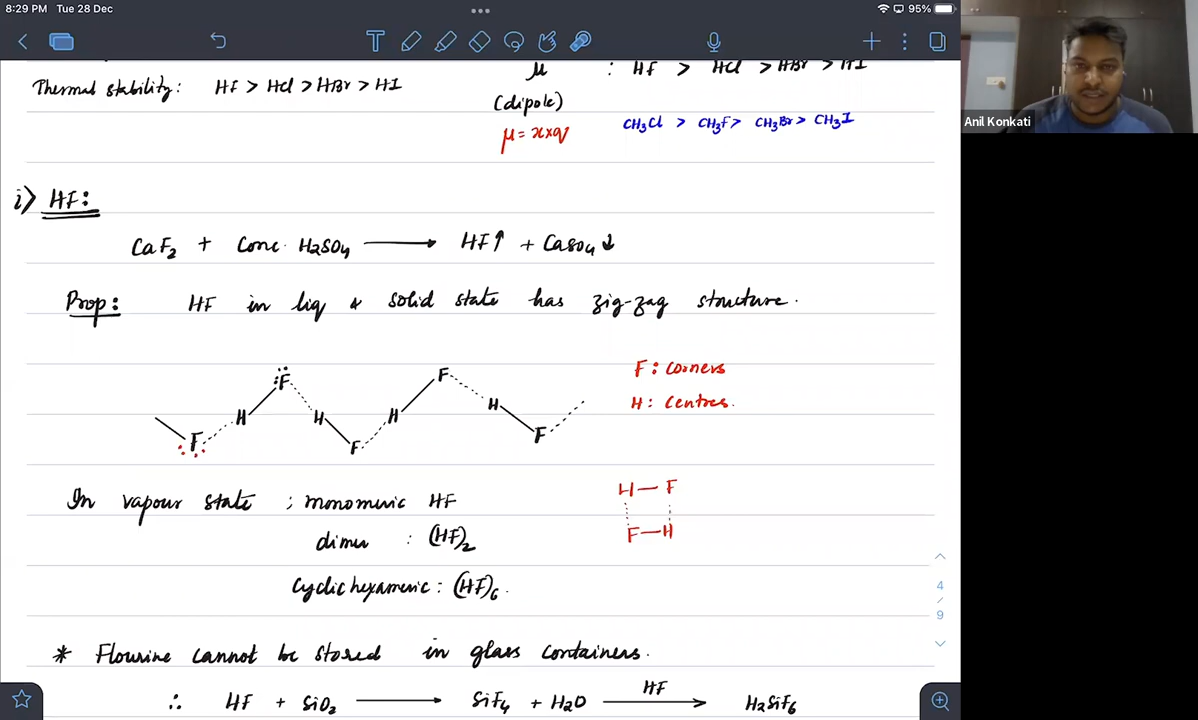 8:29 PM Tue 28 Dec
95%
Thermal stability: HF > HCl > HBr > HI
μ : HF > HCl > HBr > HI
(dipole)
μ = x×q
CH3Cl > CH3F > CH3Br > CH3I
Anil Konkati
i) HF:
CaF2 + Conc. H2SO4 → HF↑ + CaSO4↓
Prop: HF in liq & solid state has zig-zag structure.
F F
H H H H
F F F
F: corners
H: centres.
In vapour state ; monomeric HF
dimer : (HF)2
cyclic hexameric : (HF)6.
H — F
F — H
4
/
9
* Flourine cannot be stored in glass containers.
∴ HF + SiO2 → SiF4 + H2O HF → H2SiF6